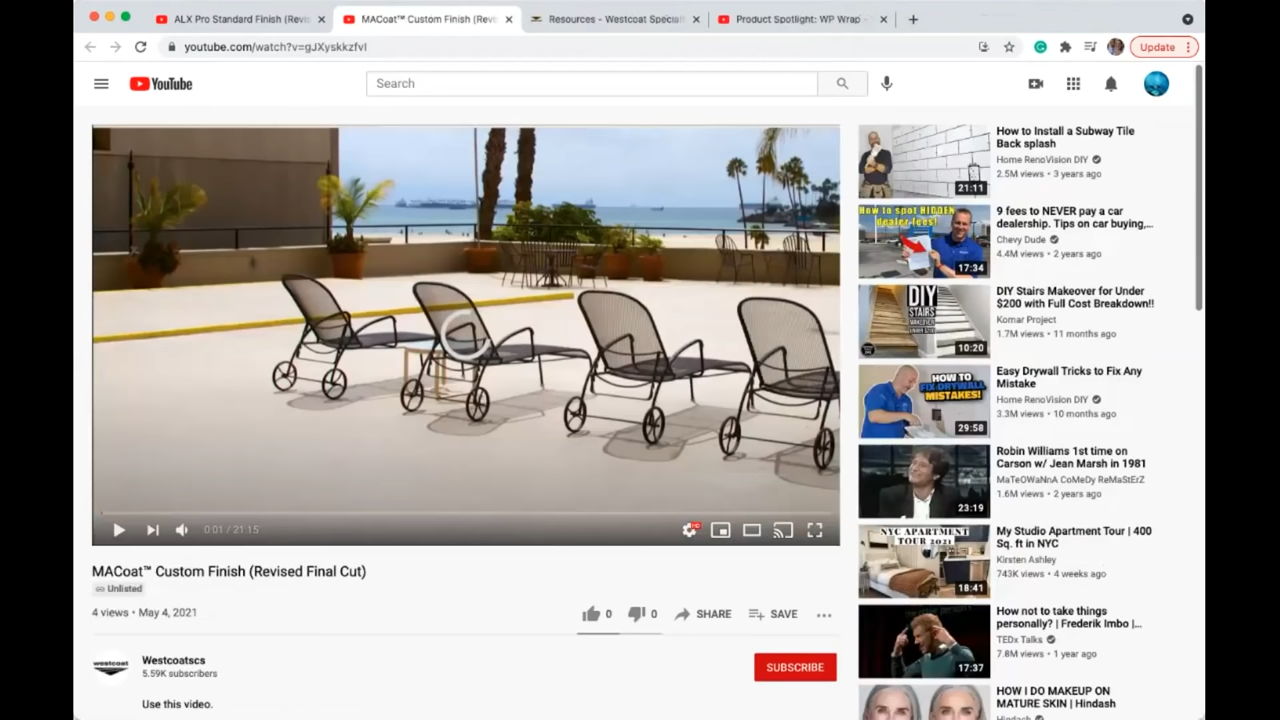 ALX Pro Standard Finish (Revis
MACoat™ Custom Finish (Revi
Resources - Westcoat Specialt
Product Spotlight: WP Wrap -
youtube.com/watch?v=gJXyskkzfvI
Update
YouTube
Search
How to Install a Subway Tile
Back splash
Home RenoVision DIY
2.5M views • 3 years ago
21:11
How to spot HIDDEN
dealer fees!
9 fees to NEVER pay a car
dealership. Tips on car buying,...
Chevy Dude
4.4M views • 2 years ago
17:34
DIY
STAIRS
MAKEOVER
UNDER $200
DIY Stairs Makeover for Under
$200 with Full Cost Breakdown!!
Komar Project
1.7M views • 11 months ago
10:20
HOW TO
FIX DRYWALL
MISTAKES!
Easy Drywall Tricks to Fix Any
Mistake
Home RenoVision DIY
3.3M views • 10 months ago
29:58
Robin Williams 1st time on
Carson w/ Jean Marsh in 1981
MaTeOWaNnA CoMeDy ReMaStErZ
1.6M views • 2 years ago
23:19
NYC APARTMENT
TOUR 2021
My Studio Apartment Tour | 400
Sq. ft in NYC
Kirsten Ashley
743K views • 4 weeks ago
18:41
How not to take things
personally? | Frederik Imbo |...
TEDx Talks
7.8M views • 1 year ago
17:37
HOW I DO MAKEUP ON
MATURE SKIN | Hindash
Hindash
0:01 / 21:15
HD
MACoat™ Custom Finish (Revised Final Cut)
Unlisted
4 views • May 4, 2021
0
0
SHARE
SAVE
westcoat
Westcoatscs
5.59K subscribers
SUBSCRIBE
Use this video.